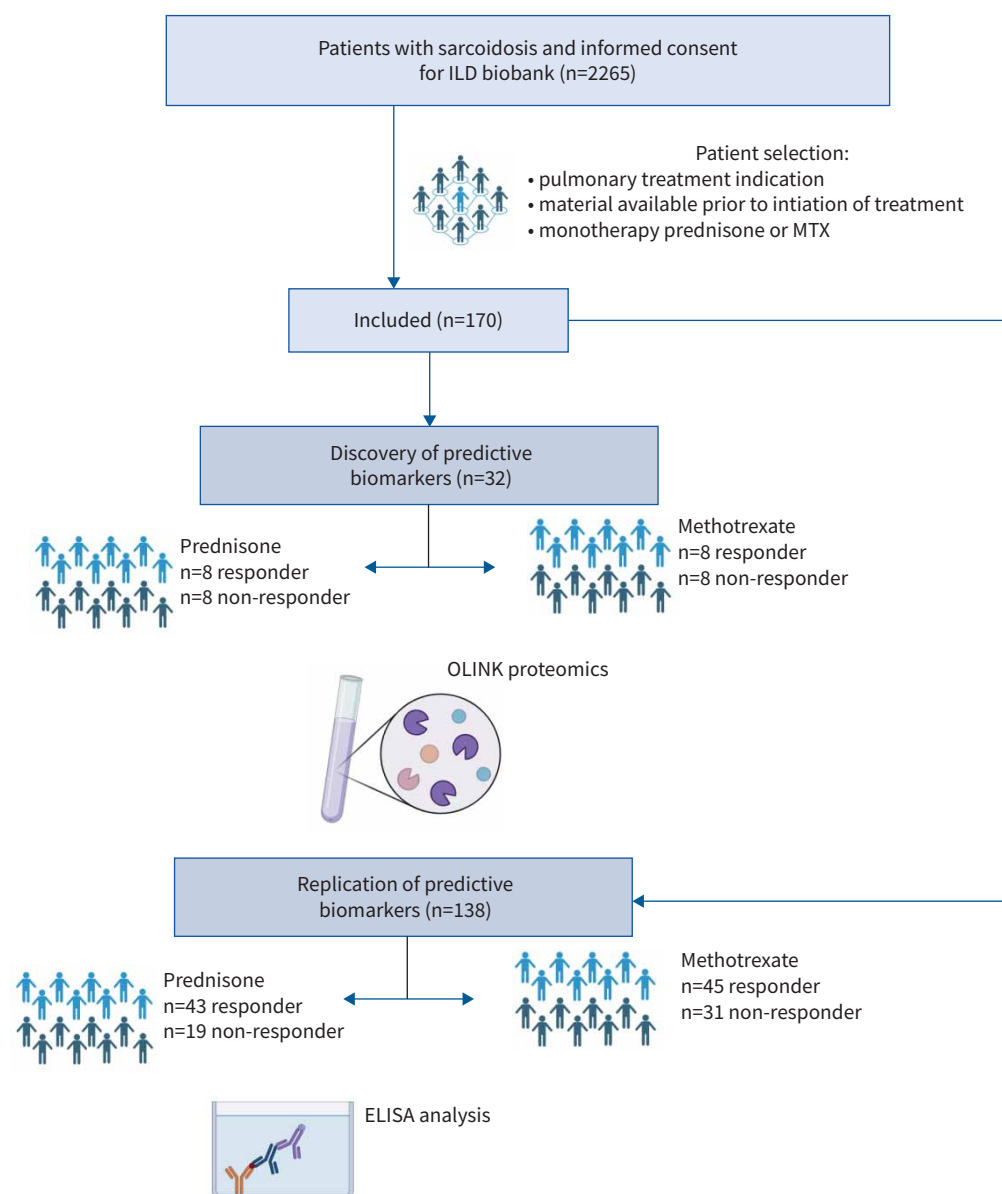 Patients with sarcoidosis and informed consent
for ILD biobank (n=2265)
Patient selection:
• pulmonary treatment indication
• material available prior to intiation of treatment
• monotherapy prednisone or MTX
Included (n=170)
Discovery of predictive
biomarkers (n=32)
Prednisone
n=8 responder
n=8 non-responder
Methotrexate
n=8 responder
n=8 non-responder
OLINK proteomics
Replication of predictive
biomarkers (n=138)
Prednisone
n=43 responder
n=19 non-responder
Methotrexate
n=45 responder
n=31 non-responder
ELISA analysis